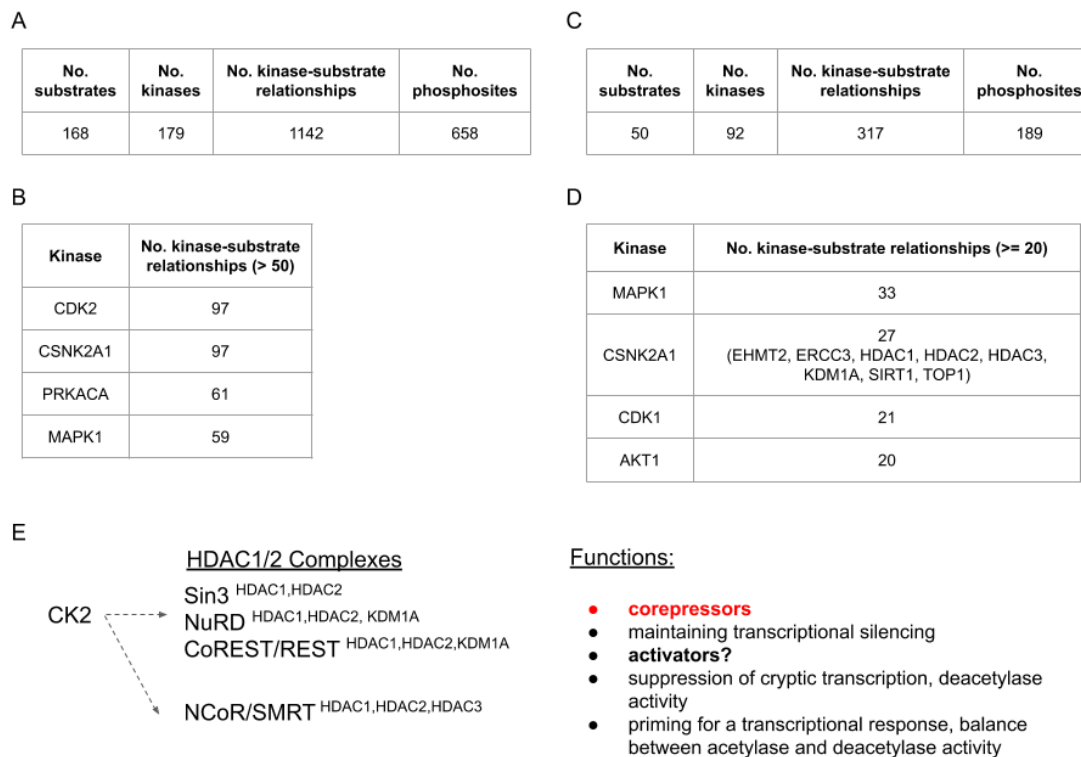 A
No. substrates No. kinases No. kinase-substrate relationships No. phosphosites
168 179 1142 658
B
Kinase No. kinase-substrate relationships (> 50)
CDK2 97
CSNK2A1 97
PRKACA 61
MAPK1 59
C
No. substrates No. kinases No. kinase-substrate relationships No. phosphosites
50 92 317 189
D
Kinase No. kinase-substrate relationships (>= 20)
MAPK1 33
CSNK2A1 27
(EHMT2, ERCC3, HDAC1, HDAC2, HDAC3,
KDM1A, SIRT1, TOP1)
CDK1 21
AKT1 20
E
HDAC1/2 Complexes
CK2
Sin3 HDAC1,HDAC2
NuRD HDAC1,HDAC2, KDM1A
CoREST/REST HDAC1,HDAC2,KDM1A
NCoR/SMRT HDAC1,HDAC2,HDAC3
Functions:
● corepressors
● maintaining transcriptional silencing
● activators?
● suppression of cryptic transcription, deacetylase
activity
● priming for a transcriptional response, balance
between acetylase and deacetylase activity